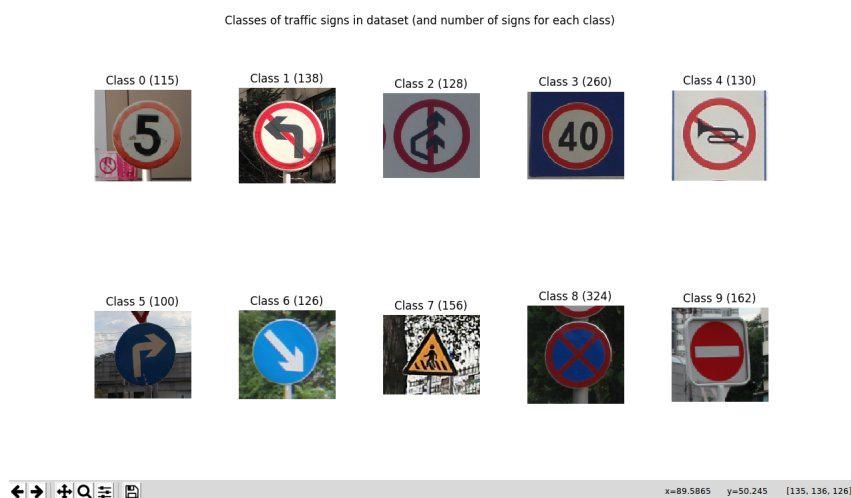 Classes of traffic signs in dataset (and number of signs for each class)
Class 0 (115)
Class 1 (138)
Class 2 (128)
Class 3 (260)
Class 4 (130)
5
40
Class 5 (100)
Class 6 (126)
Class 7 (156)
Class 8 (324)
Class 9 (162)
x=89.5865 y=50.245 [135, 136, 126]